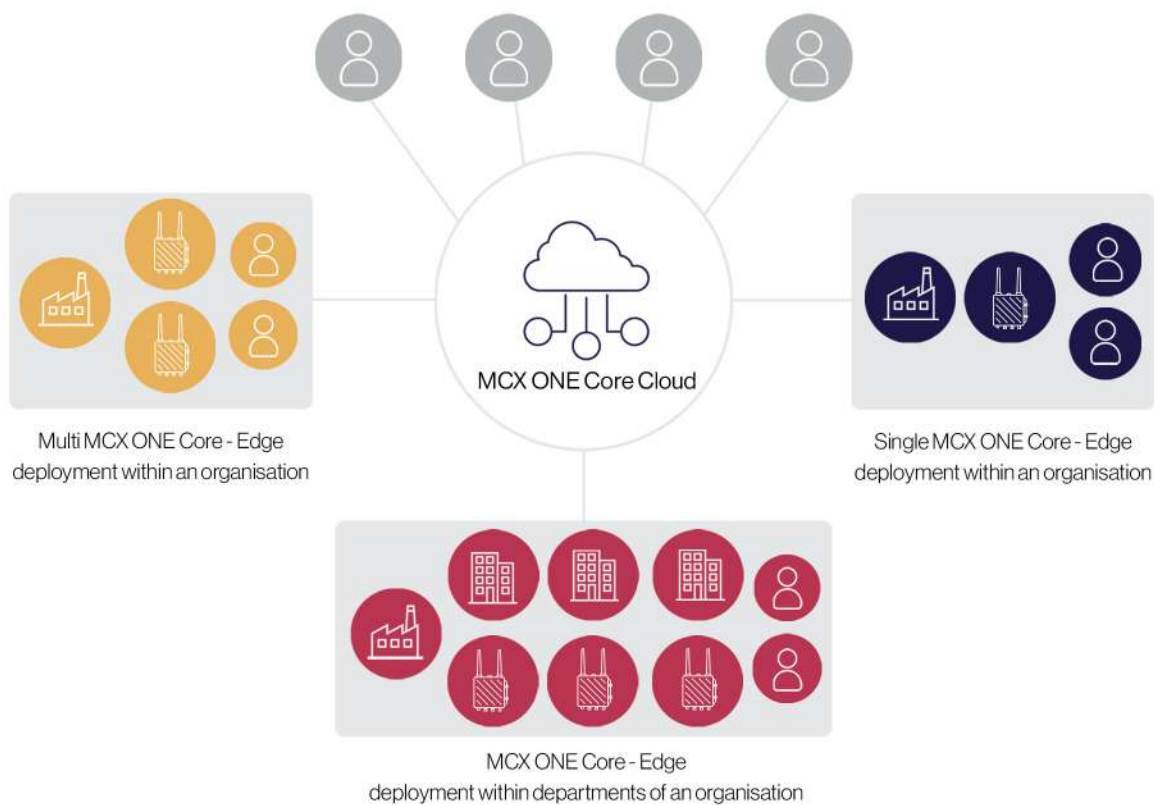 MCX ONE Core Cloud
Multi MCX ONE Core - Edge
deployment within an organisation
Single MCX ONE Core - Edge
deployment within an organisation
MCX ONE Core - Edge
deployment within departments of an organisation